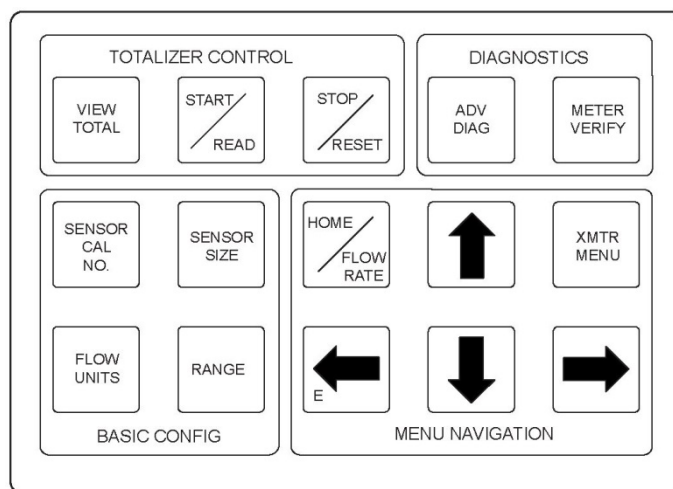 TOTALIZER CONTROL
VIEW
TOTAL
START
READ
STOP
RESET
DIAGNOSTICS
ADV
DIAG
METER
VERIFY
SENSOR
CAL
NO.
SENSOR
SIZE
FLOW
UNITS
RANGE
BASIC CONFIG
HOME
FLOW
RATE
XMTR
MENU
E
MENU NAVIGATION